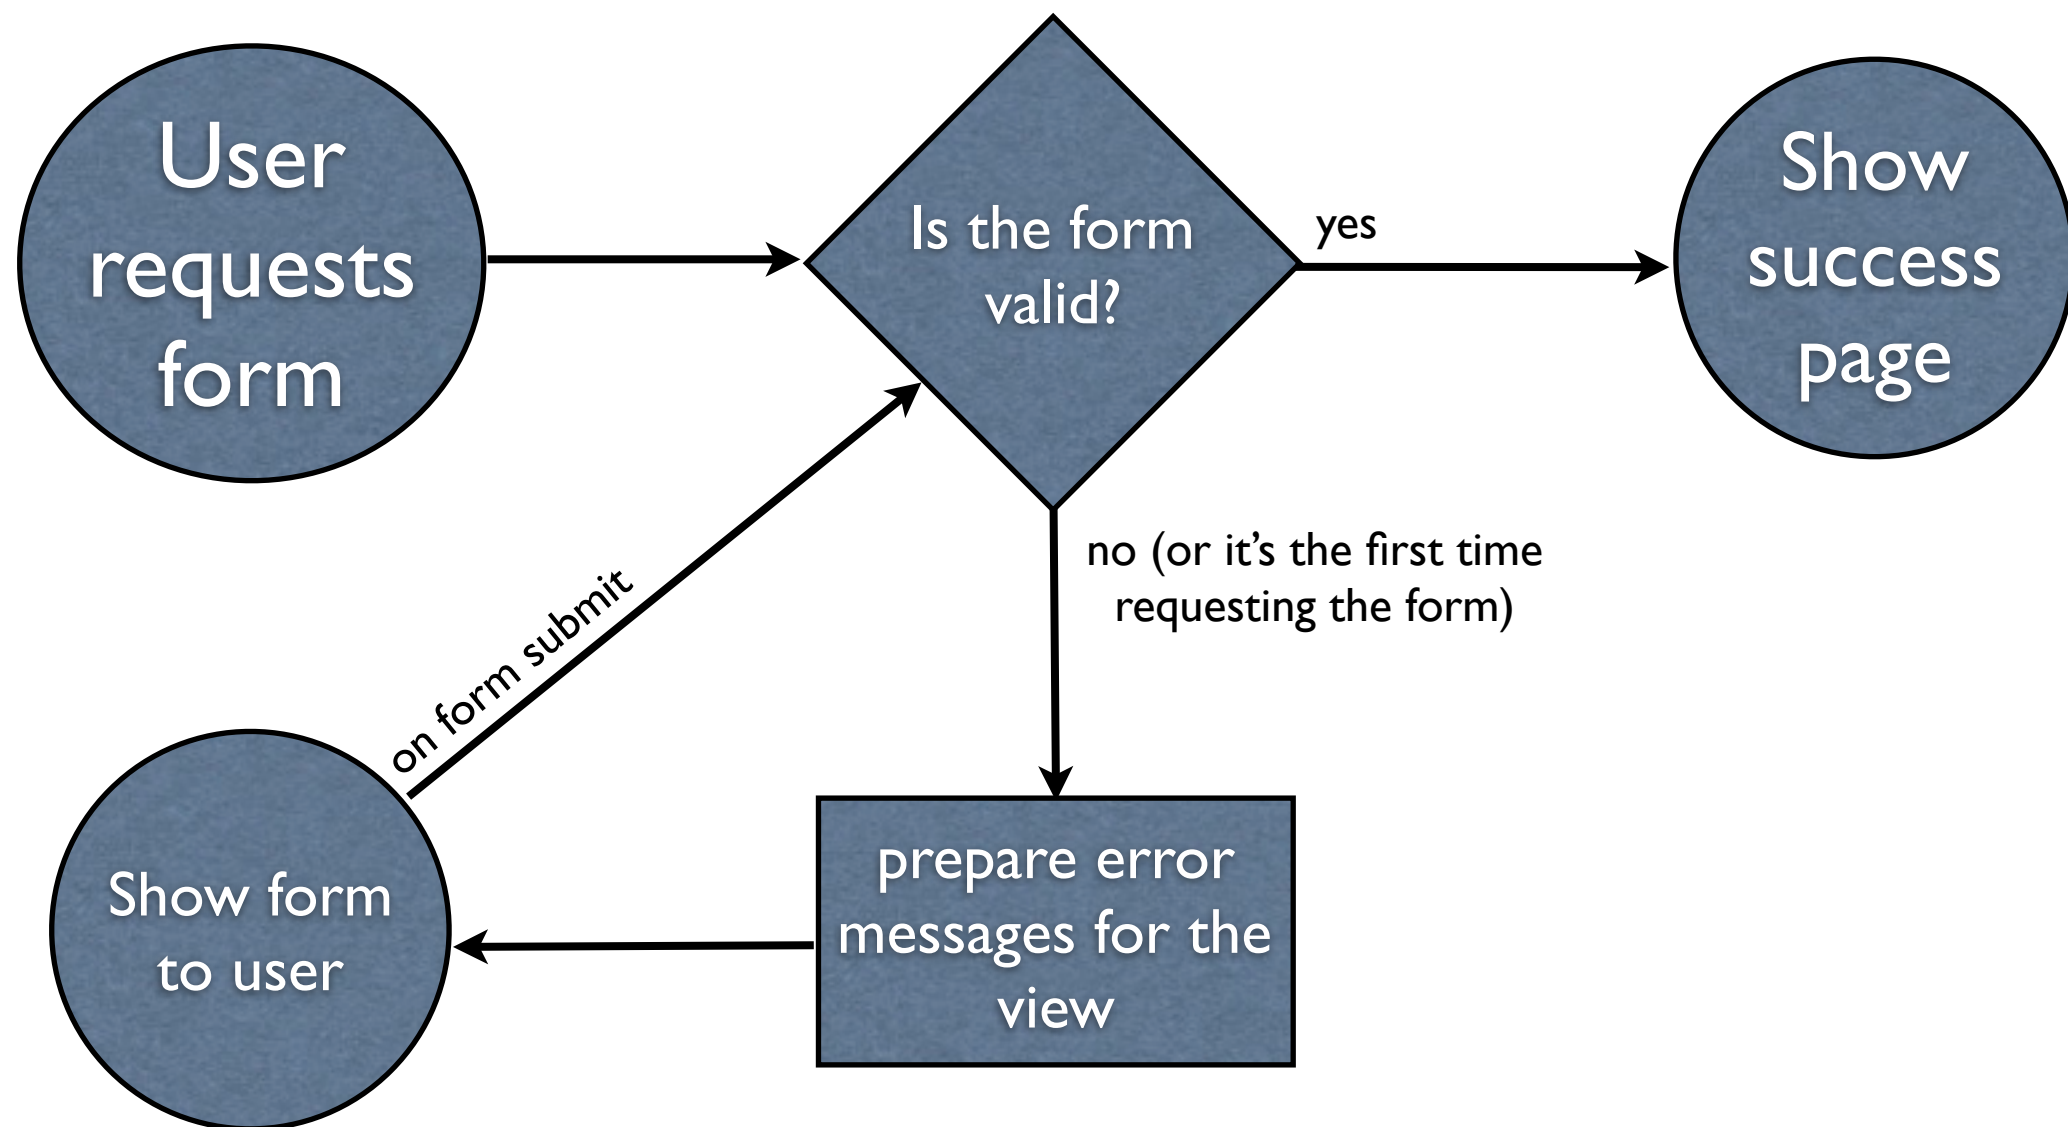 User
requests
form
Is the form
valid?
yes
Show
success
page
no (or it’s the first time
requesting the form)
on form submit
Show form
to user
prepare error
messages for the
view